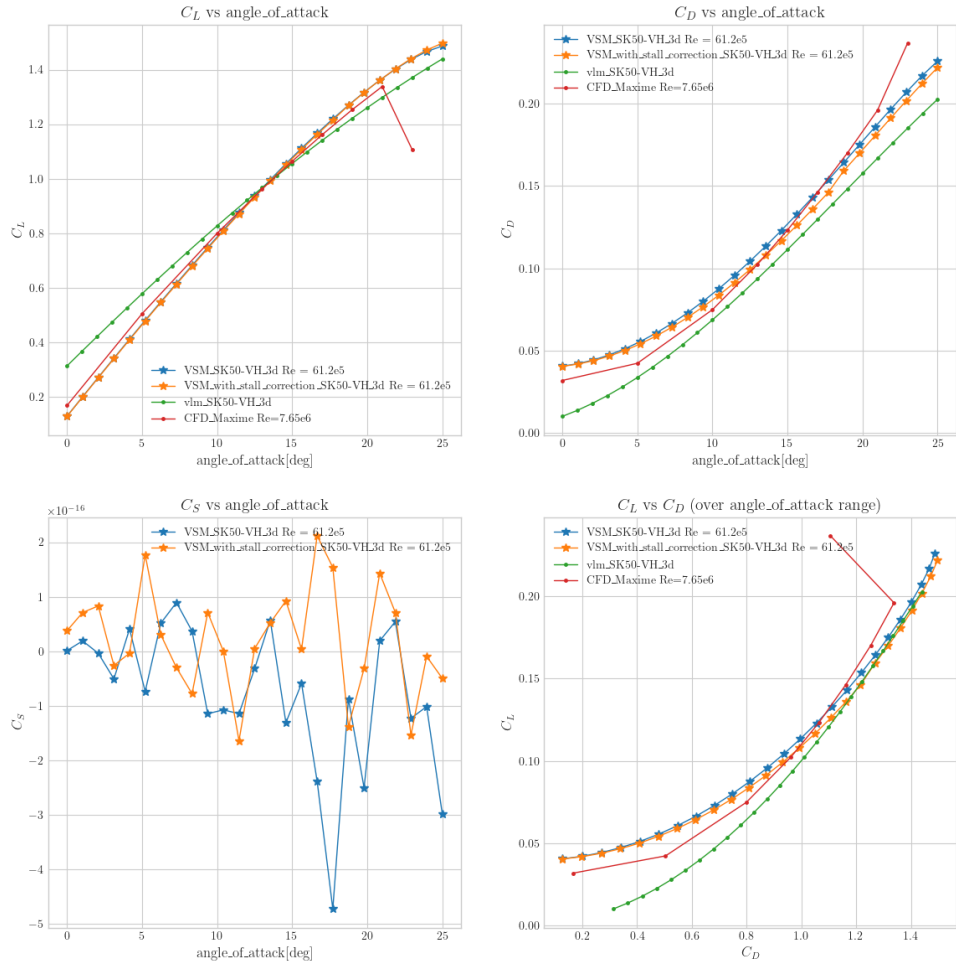 C_L vs angle_of_attack
1.4
1.2
1.0
0.8
0.6
0.4
0.2
C_L
VSM_SK50-VH_3d Re = 61.2e5
VSM_with_stall_correction_SK50-VH_3d Re = 61.2e5
vlm_SK50-VH_3d
CFD_Maxime Re=7.65e6
0 5 10 15 20 25
angle_of_attack[deg]
C_D vs angle_of_attack
VSM_SK50-VH_3d Re = 61.2e5
VSM_with_stall_correction_SK50-VH_3d Re = 61.2e5
vlm_SK50-VH_3d
CFD_Maxime Re=7.65e6
0.20
0.15
0.10
0.05
0.00
C_D
0 5 10 15 20 25
angle_of_attack[deg]
C_S vs angle_of_attack
×10^−16
VSM_SK50-VH_3d Re = 61.2e5
VSM_with_stall_correction_SK50-VH_3d Re = 61.2e5
2
1
0
−1
−2
−3
−4
−5
C_S
0 5 10 15 20 25
angle_of_attack[deg]
C_L vs C_D (over angle_of_attack range)
VSM_SK50-VH_3d Re = 61.2e5
VSM_with_stall_correction_SK50-VH_3d Re = 61.2e5
vlm_SK50-VH_3d
CFD_Maxime Re=7.65e6
0.20
0.15
0.10
0.05
0.00
C_L
0.2 0.4 0.6 0.8 1.0 1.2 1.4
C_D